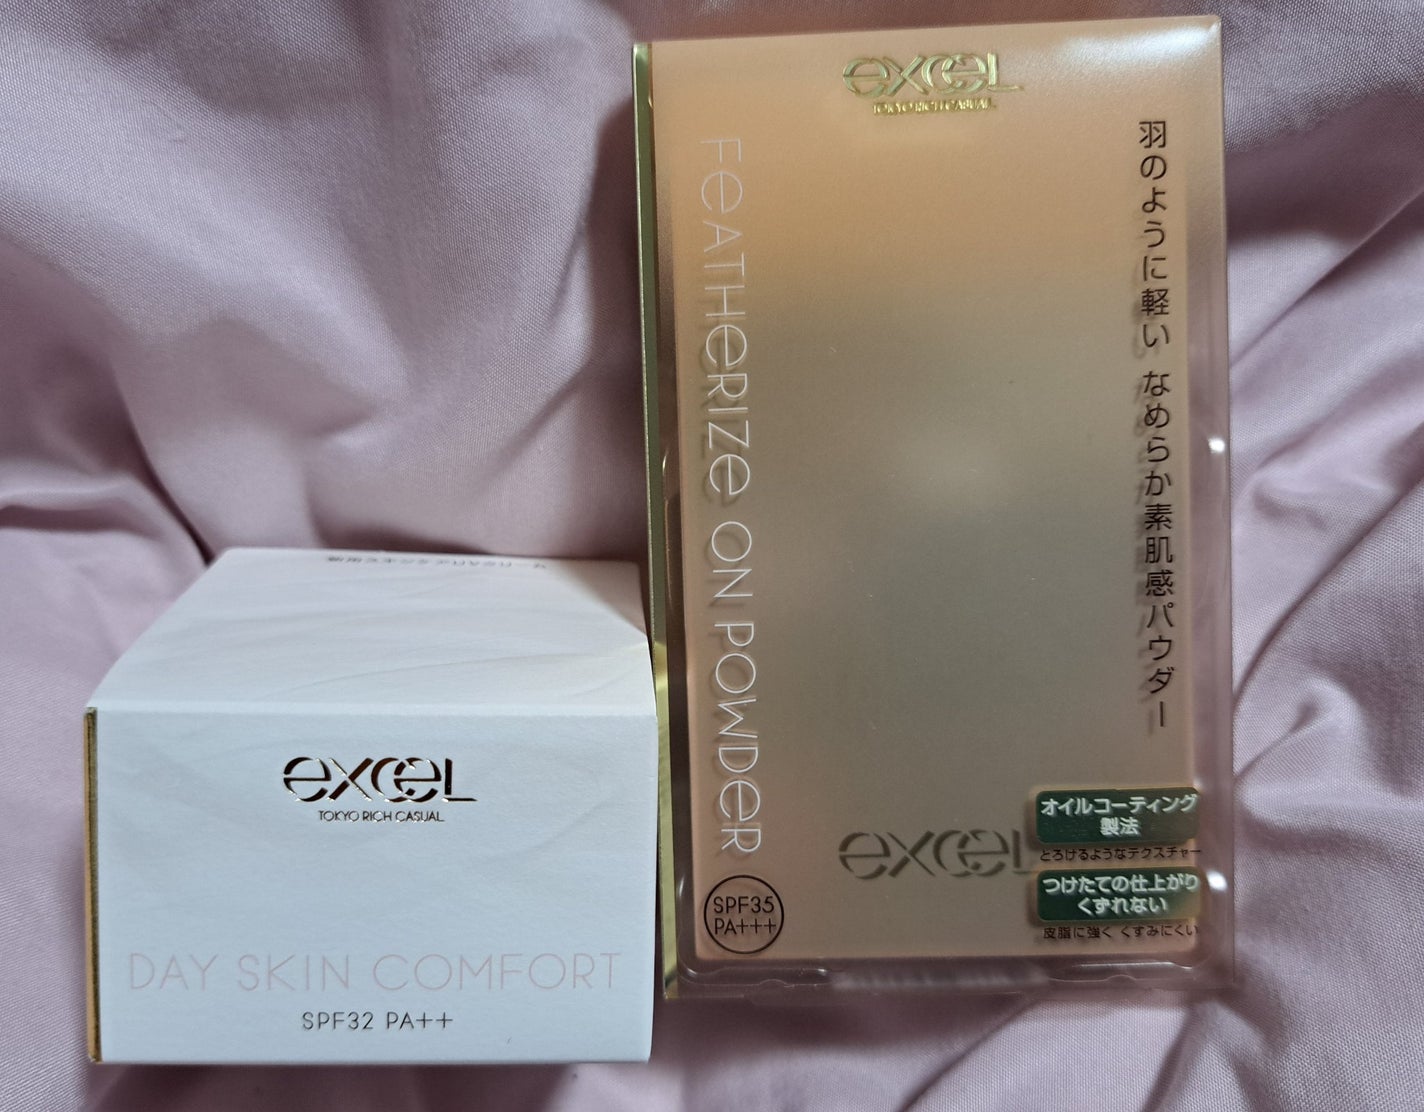 excel
TOKYO RICH CASUAL
FEATHERIZE ON POWDER
羽のように軽い なめらか素肌感パウダー
excel
SPF35
PA+++
オイルコーティング
製法
とろけるようなテクスチャー
つけたての仕上がり
くずれない
皮脂に強く くすみにくい
excel
TOKYO RICH CASUAL
DAY SKIN COMFORT
SPF32 PA++